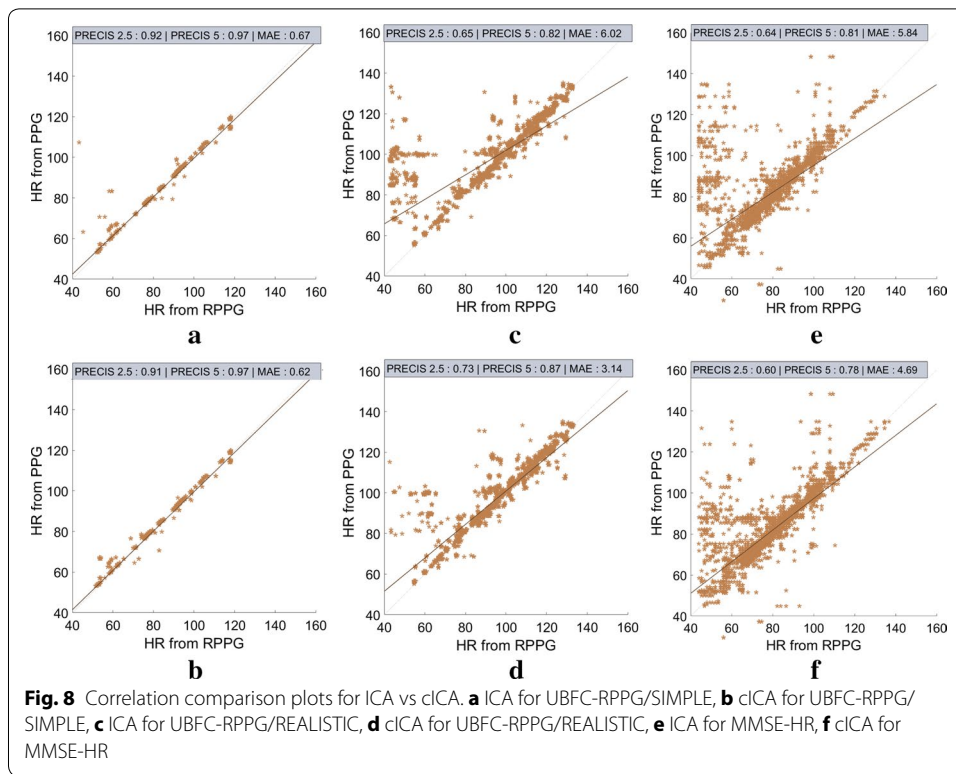 PRECIS 2.5 : 0.92 | PRECIS 5 : 0.97 | MAE : 0.67
160
140
120
100
80
60
40
HR from PPG
40 60 80 100 120 140 160
HR from RPPG
a
PRECIS 2.5 : 0.65 | PRECIS 5 : 0.82 | MAE : 6.02
160
140
120
100
80
60
40
HR from PPG
40 60 80 100 120 140 160
HR from RPPG
c
PRECIS 2.5 : 0.64 | PRECIS 5 : 0.81 | MAE : 5.84
160
140
120
100
80
60
40
HR from PPG
40 60 80 100 120 140 160
HR from RPPG
e
PRECIS 2.5 : 0.91 | PRECIS 5 : 0.97 | MAE : 0.62
160
140
120
100
80
60
40
HR from PPG
40 60 80 100 120 140 160
HR from RPPG
b
PRECIS 2.5 : 0.73 | PRECIS 5 : 0.87 | MAE : 3.14
160
140
120
100
80
60
40
HR from PPG
40 60 80 100 120 140 160
HR from RPPG
d
PRECIS 2.5 : 0.60 | PRECIS 5 : 0.78 | MAE : 4.69
160
140
120
100
80
60
40
HR from PPG
40 60 80 100 120 140 160
HR from RPPG
f
Fig. 8 Correlation comparison plots for ICA vs cICA. a ICA for UBFC-RPPG/SIMPLE, b cICA for UBFC-RPPG/
SIMPLE, c ICA for UBFC-RPPG/REALISTIC, d cICA for UBFC-RPPG/REALISTIC, e ICA for MMSE-HR, f cICA for
MMSE-HR